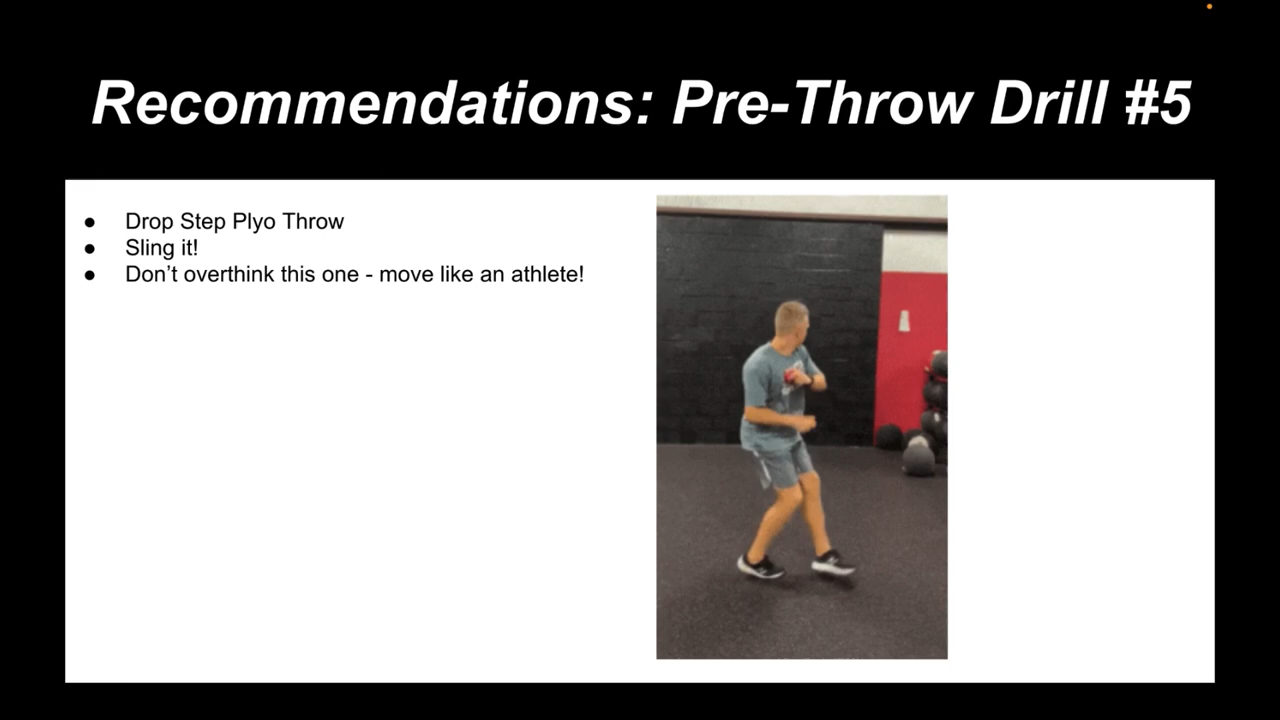 Recommendations: Pre-Throw Drill #5
● Drop Step Plyo Throw
● Sling it!
● Don’t overthink this one - move like an athlete!